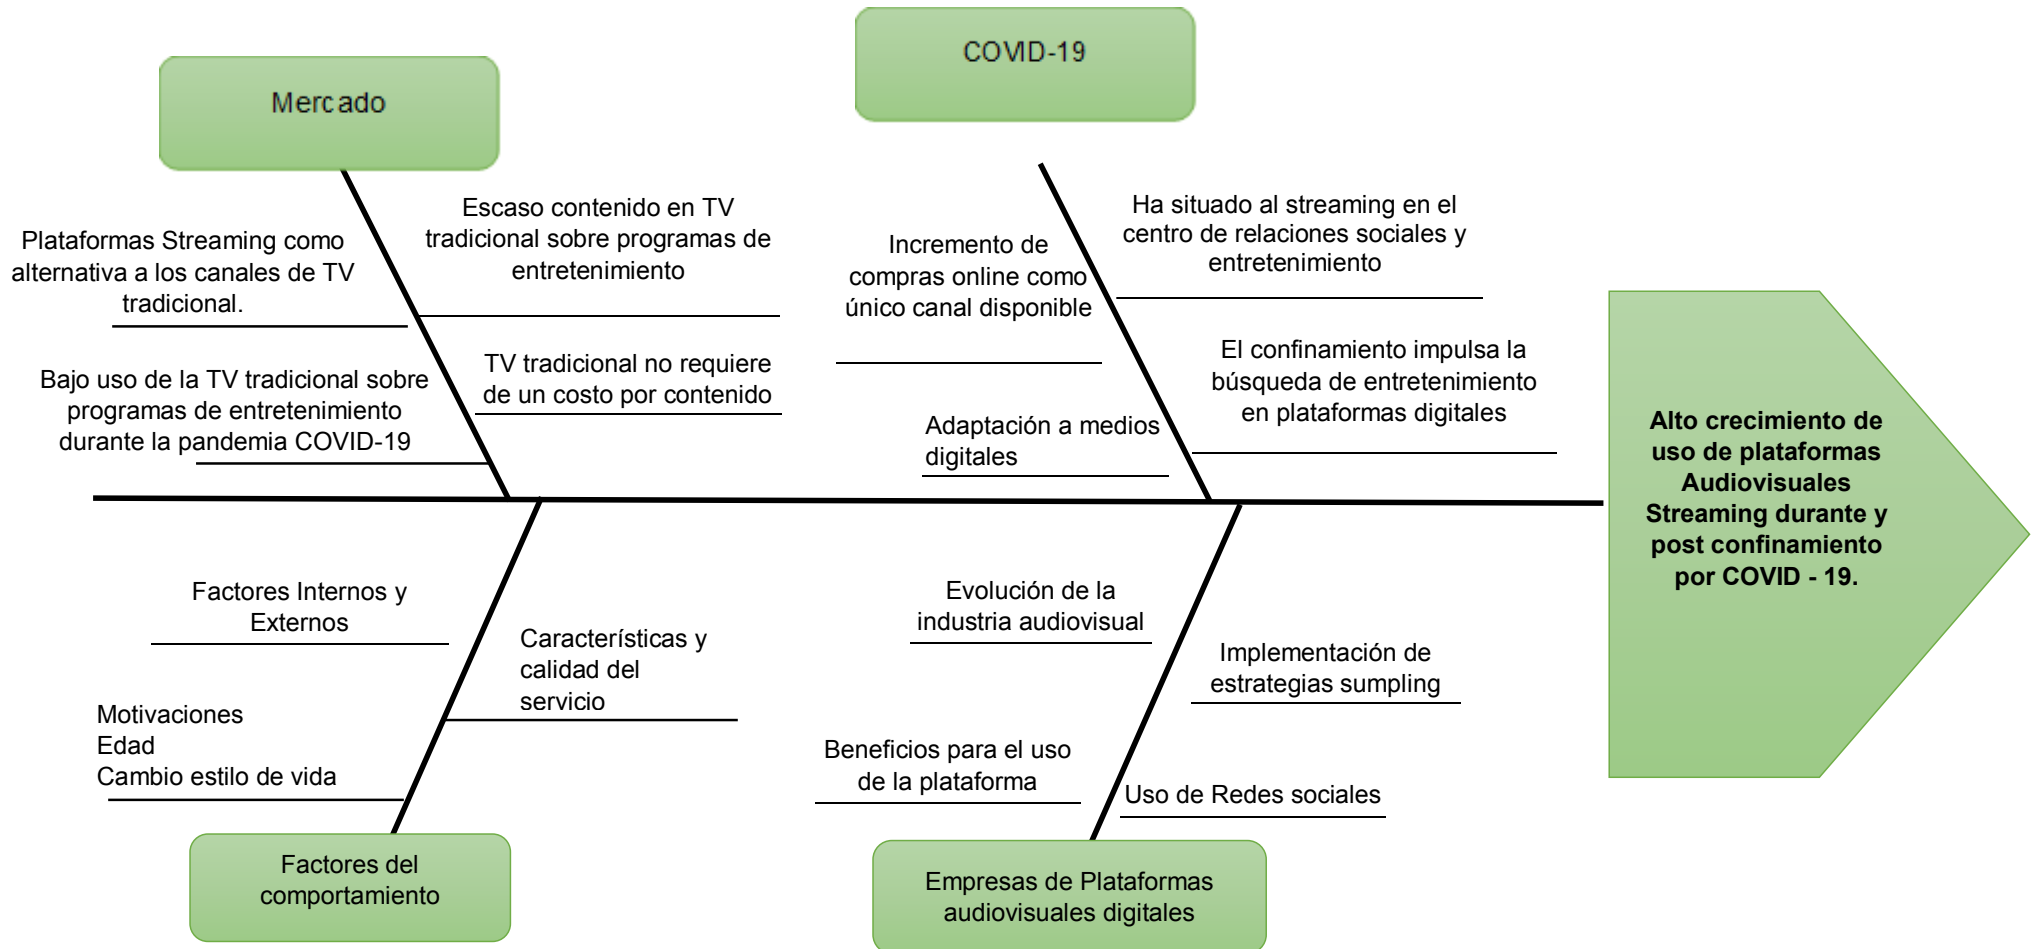 Mercado
COVID-19
Plataformas Streaming como
alternativa a los canales de TV
tradicional.
Escaso contenido en TV
tradicional sobre programas de
entretenimiento
Bajo uso de la TV tradicional sobre
programas de entretenimiento
durante la pandemia COVID-19
TV tradicional no requiere
de un costo por contenido
Incremento de
compras online como
único canal disponible
Ha situado al streaming en el
centro de relaciones sociales y
entretenimiento
Adaptación a medios
digitales
El confinamiento impulsa la
búsqueda de entretenimiento
en plataformas digitales
Alto crecimiento de
uso de plataformas
Audiovisuales
Streaming durante y
post confinamiento
por COVID - 19.
Factores Internos y
Externos
Características y
calidad del
servicio
Motivaciones
Edad
Cambio estilo de vida
Evolución de la
industria audiovisual
Implementación de
estrategias sumpling
Beneficios para el uso
de la plataforma
Uso de Redes sociales
Factores del
comportamiento
Empresas de Plataformas
audiovisuales digitales